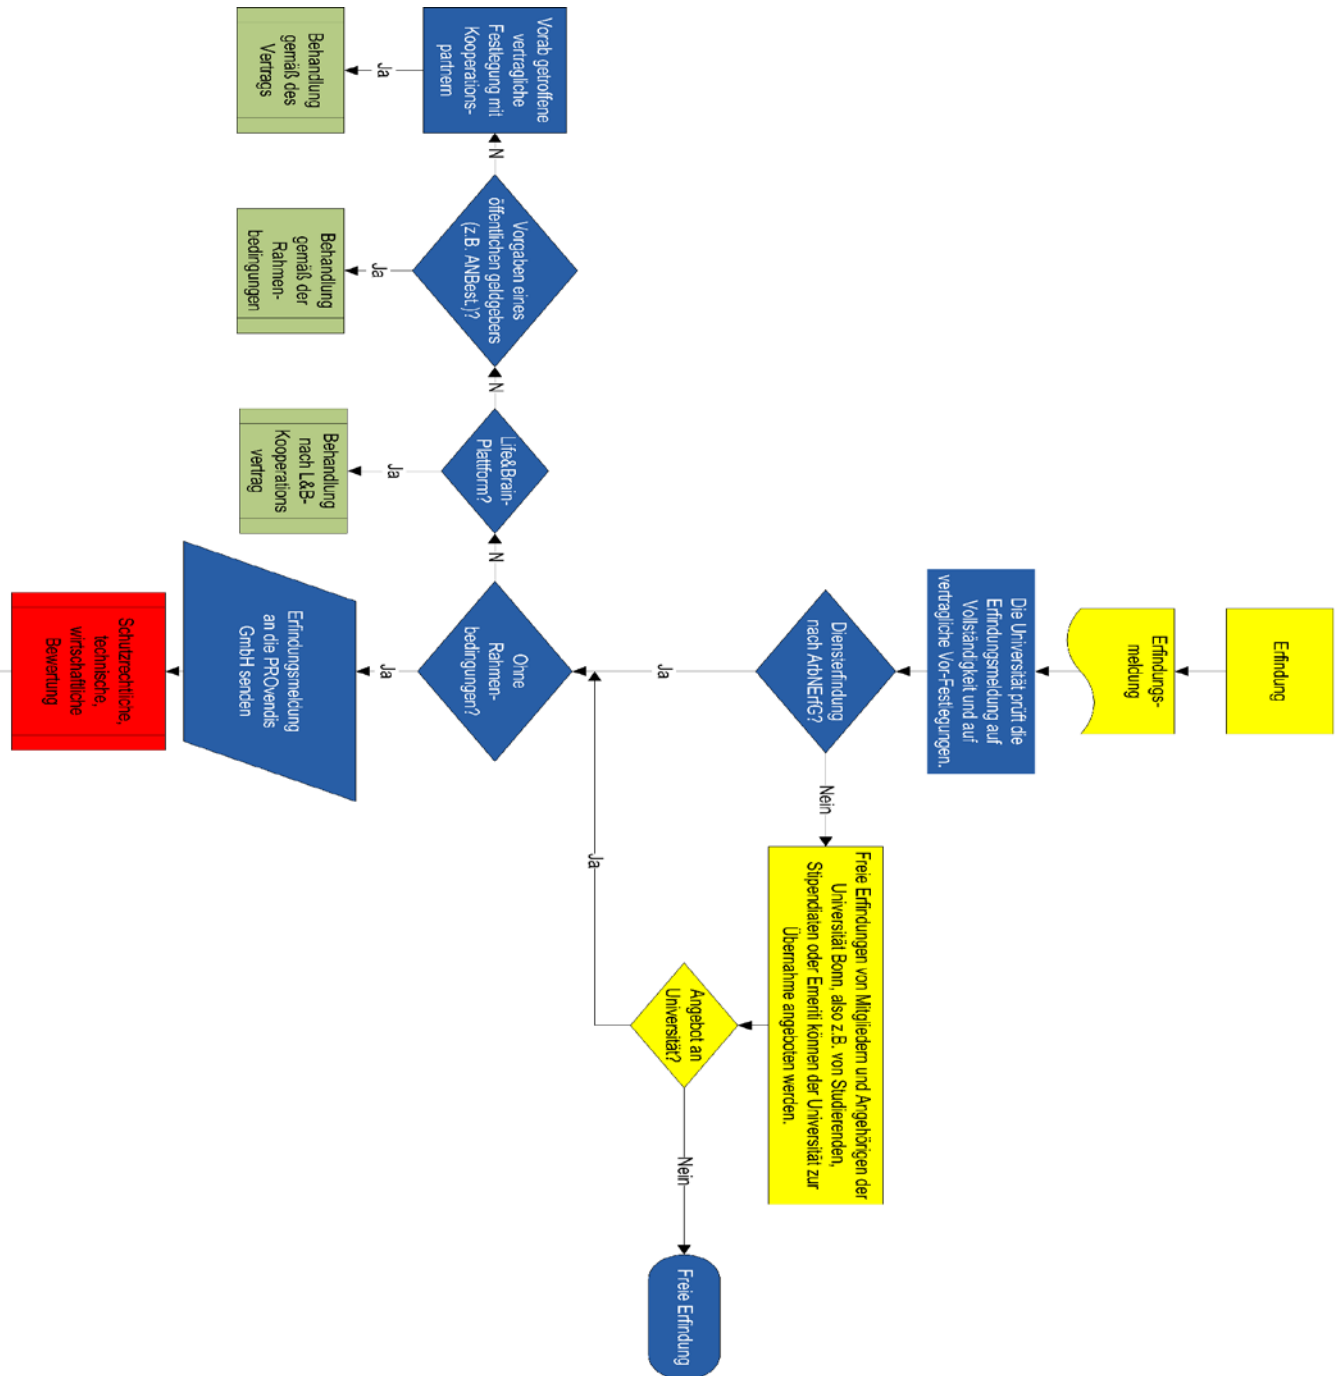 Erfindung
Erfindungs-
meldung
Die Universität prüft die
Erfindungsmeldung auf
Vollständigkeit und auf
vertragliche Vor-Festlegungen.
Diensterfindung
nach ArbNErfG?
Nein
Freie Erfindungen von Mitgliedern und Angehörigen der
Universität Bonn, also z.B. von Studierenden,
Stipendiaten oder Emeriti können der Universität zur
Übernahme angeboten werden.
Ja
Angebot an
Universität?
Nein
Freie Erfindung
Ja
Ohne
Rahmen-
bedingungen?
N
Life&Brain-
Plattform?
N
Vorgaben eines
öffentlichen geldgebers
(z.B. ANBest.)?
N
Vorab getroffene
vertragliche
Festlegung mit
Kooperations-
partnern
Ja
Ja
Ja
Ja
Behandlung
gemäß des
Vertrags
Behandlung
gemäß der
Rahmen-
bedingungen
Behandlung
nach L&B-
Kooperations
vertrag
Erfindungsmeldung
an die PROvendis
GmbH senden
Schutzrechtliche,
technische,
wirtschaftliche
Bewertung